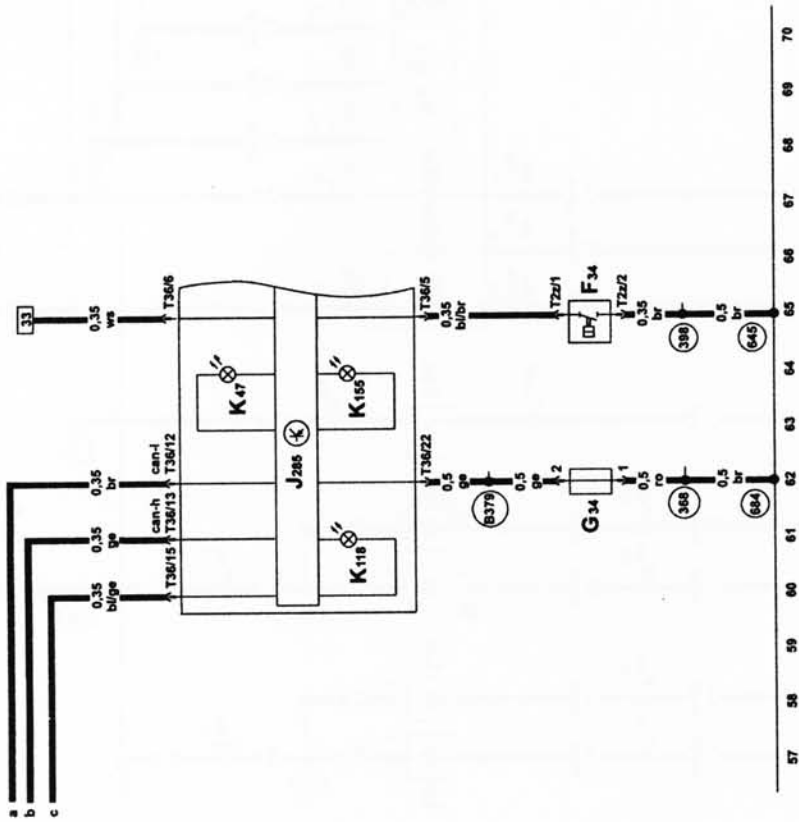 a
b
c
33
0,35
ws
T36/6
0,35
br
can-l
T36/12
0,35
ge
can-h
T36/13
0,35
bl/ge
T36/15
K47
J285
K155
K118
T36/5
0,35
bl/br
T2z/1
F34
T2z/2
0,35
br
398
0,5
br
645
T36/22
0,5
ge
B379
0,5
ge
2
G34
1
0,5
ro
368
0,5
br
684
57 58 59 60 61 62 63 64 65 66 67 68 69 70